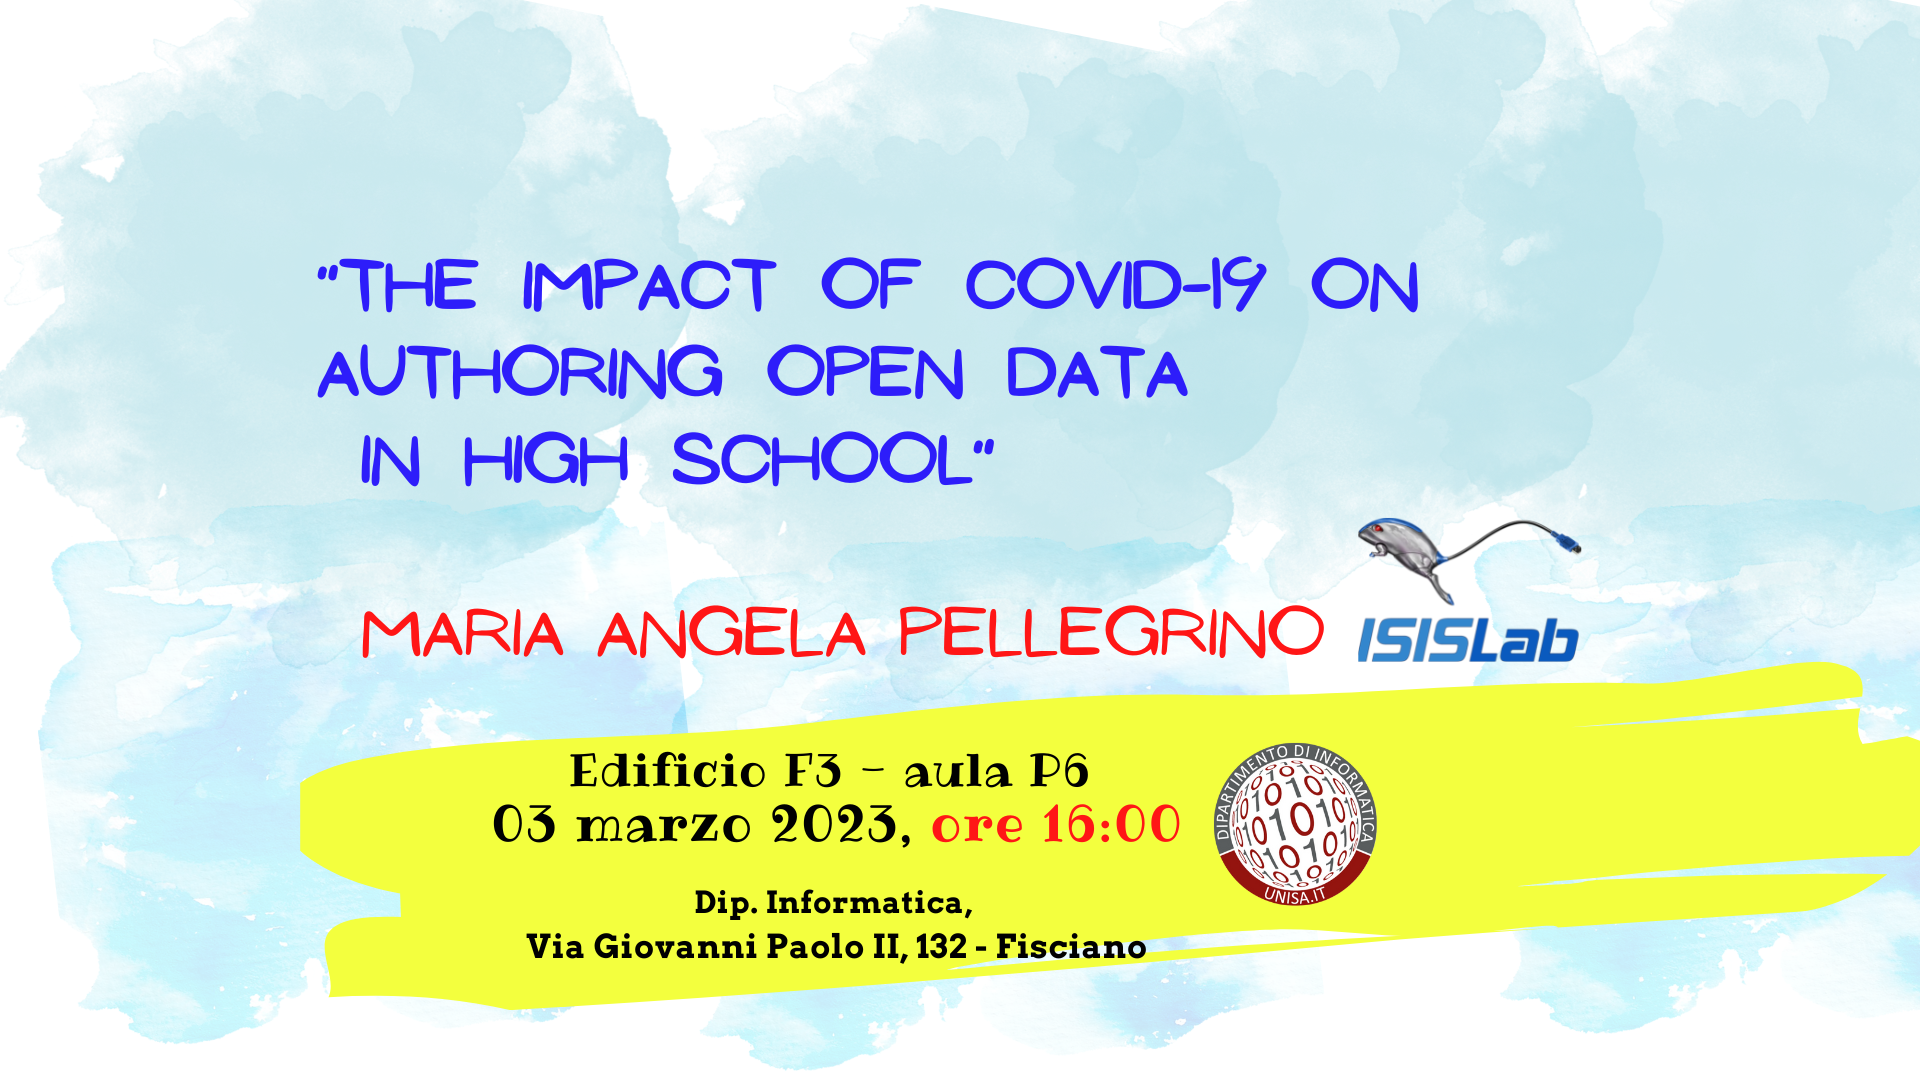 "THE IMPACT OF COVID-19 ON
AUTHORING OPEN DATA
IN HIGH SCHOOL"
MARIA ANGELA PELLEGRINO
ISISLab
Edificio F3 - aula P6
03 marzo 2023, ore 16:00
DIPARTIMENTO DI INFORMATICA
UNISA.IT
Dip. Informatica,
Via Giovanni Paolo II, 132 - Fisciano